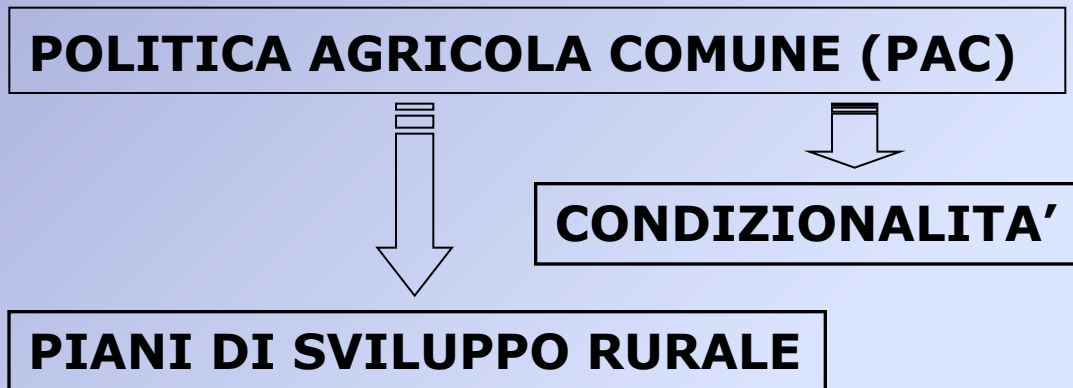 POLITICA AGRICOLA COMUNE (PAC)
CONDIZIONALITA’
PIANI DI SVILUPPO RURALE